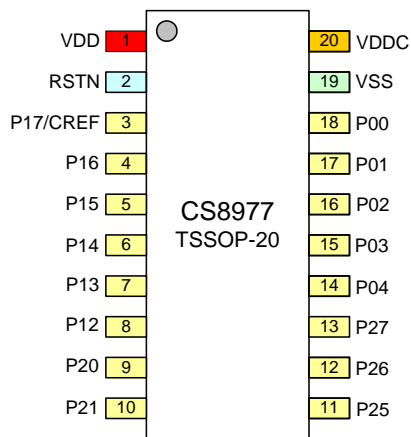 VDD 1 20 VDDC
RSTN 2 19 VSS
P17/CREF 3 18 P00
P16 4 17 P01
P15 5 16 P02
CS8977
TSSOP-20
P14 6 15 P03
P13 7 14 P04
P12 8 13 P27
P20 9 12 P26
P21 10 11 P25